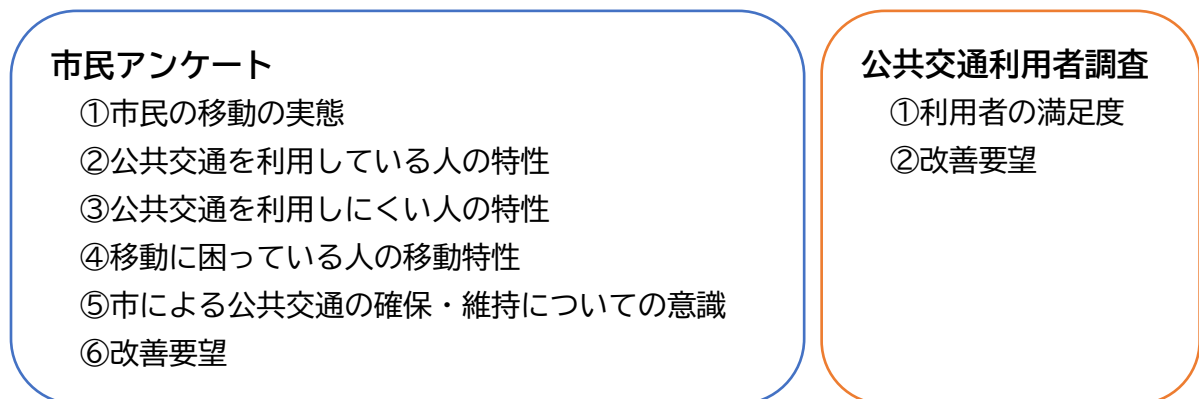 市民アンケート
①市民の移動の実態
②公共交通を利用している人の特性
③公共交通を利用しにくい人の特性
④移動に困っている人の移動特性
⑤市による公共交通の確保・維持についての意識
⑥改善要望
公共交通利用者調査
①利用者の満足度
②改善要望